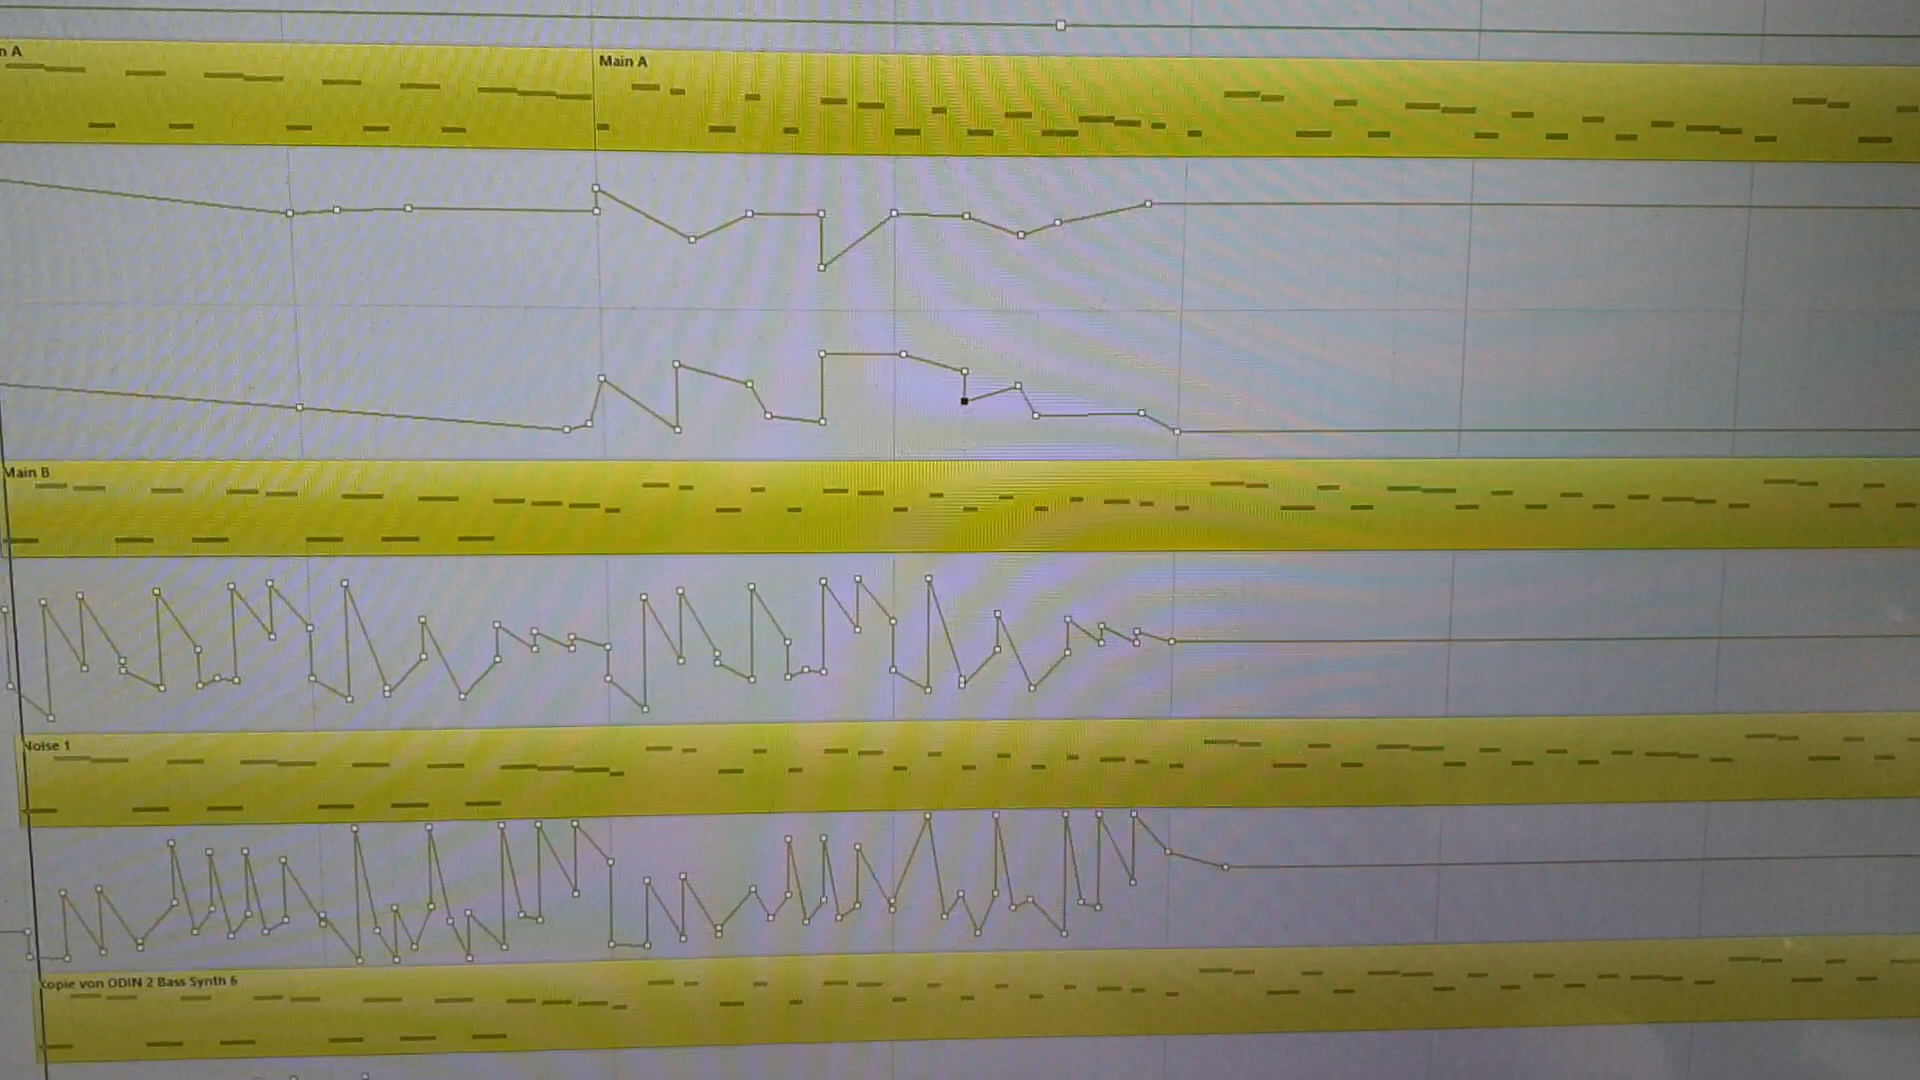 n A
Main A
Main B
Noise 1
Kopie von ODIN 2 Bass Synth 6